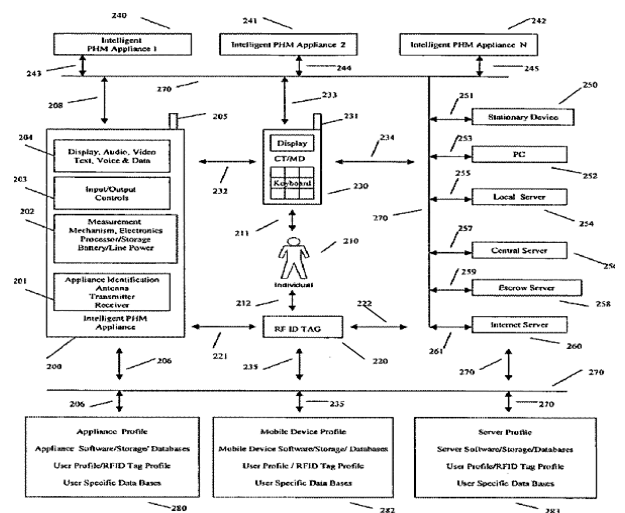 240
241
242
Intelligent
PHM Appliance 1
Intelligent PHM Appliance 2
Intelligent PHM Appliance N
243
244
245
270
208
233
250
205
231
251
Stationary Device
204
Display, Audio, Video
Text, Voice & Data
Display
CT/MD
Keyboard
234
253
PC
252
203
Input/Output
Controls
232
230
255
Local Server
254
202
Measurement
Mechanism, Electronics
Processor/Storage
Battery/Line Power
211
210
270
257
Central Server
Individual
259
Escrow Server
258
201
Appliance Identification
Antenna
Transmitter
Receiver
Intelligent PHM
Appliance
212
222
RF ID TAG
Internet Server
200
221
220
261
260
206
235
270
270
206
235
270
Appliance Profile
Appliance Software/Storage/ Databases
User Profile/RFID Tag Profile
User Specific Data Bases
Mobile Device Profile
Mobile Device Software/Storage/ Databases
User Profile / RFID Tag Profile
User Specific Data Bases
Server Profile
Server Software/Storage/Databases
User Profile/RFID Tag Profile
User Specific Data Bases
280
282